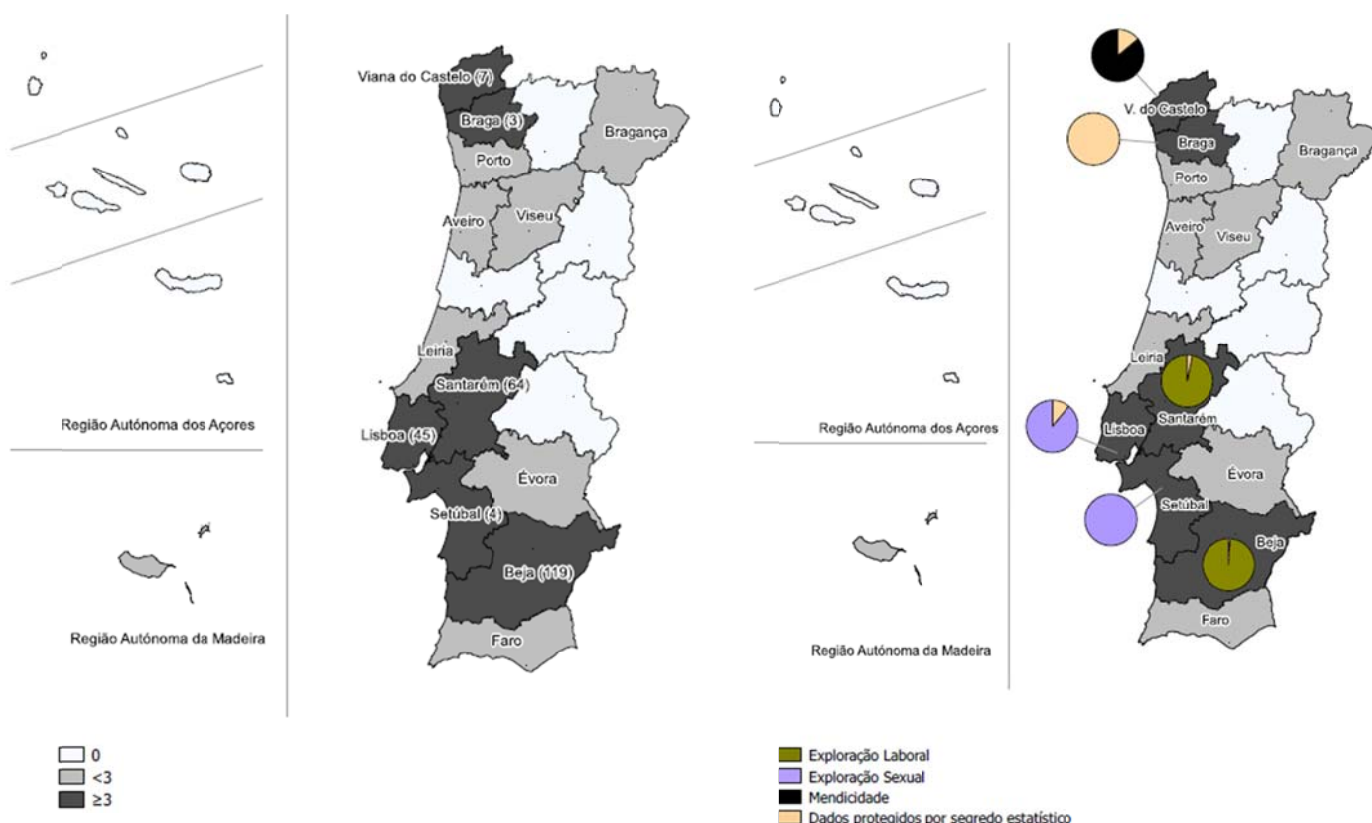 Viana do Castelo (7)
Braga (3)
Bragança
Porto
Aveiro
Viseu
Leiria
Santarém (64)
Lisboa (45)
Évora
Setúbal (4)
Beja (119)
Faro
Região Autónoma dos Açores
Região Autónoma da Madeira
0
<3
≥3
V. do Castelo
Braga
Bragança
Porto
Aveiro
Viseu
Leiria
Santarém
Lisboa
Évora
Setúbal
Beja
Faro
Região Autónoma dos Açores
Região Autónoma da Madeira
Exploração Laboral
Exploração Sexual
Mendicidade
Dados protegidos por segredo estatístico